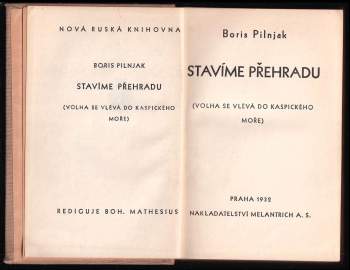 NOVÁ RUSKÁ KNIHOVNA
BORIS PILNJAK
STAVÍME PŘEHRADU
(VOLHA SE VLÉVÁ DO KASPICKÉHO
MOŘE)
REDIGUJE BOH. MATHESIUS
Boris Pilnjak
STAVÍME PŘEHRADU
(VOLHA SE VLÉVÁ DO KASPICKÉHO
MOŘE)
PRAHA 1932
NAKLADATELSTVÍ MELANTRICH A. S.